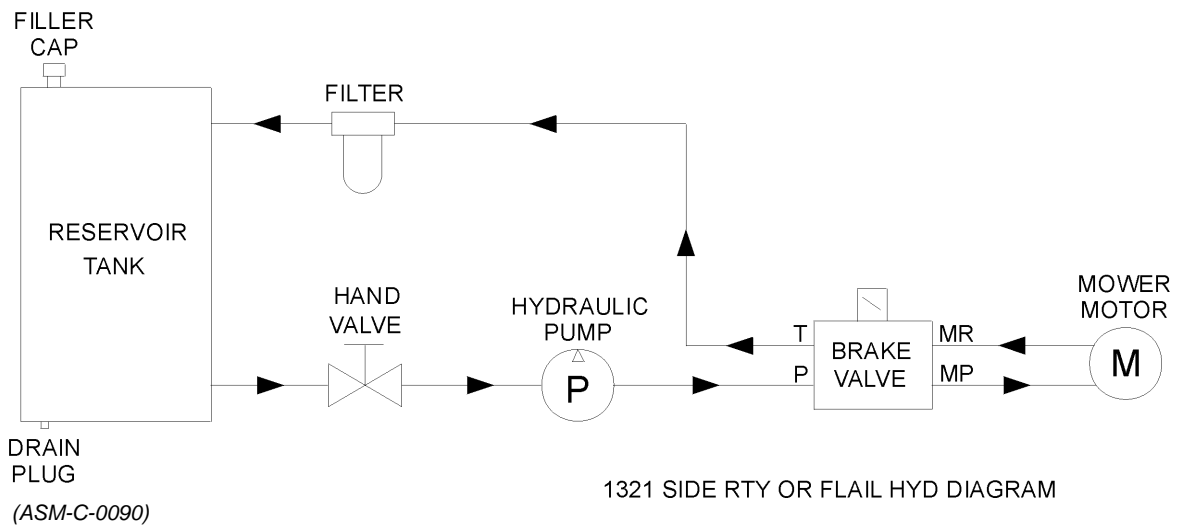 FILLER
CAP
FILTER
RESERVOIR
TANK
HAND
VALVE
HYDRAULIC
PUMP
P
T
P
BRAKE
VALVE
MR
MP
MOWER
MOTOR
M
DRAIN
PLUG
(ASM-C-0090)
1321 SIDE RTY OR FLAIL HYD DIAGRAM